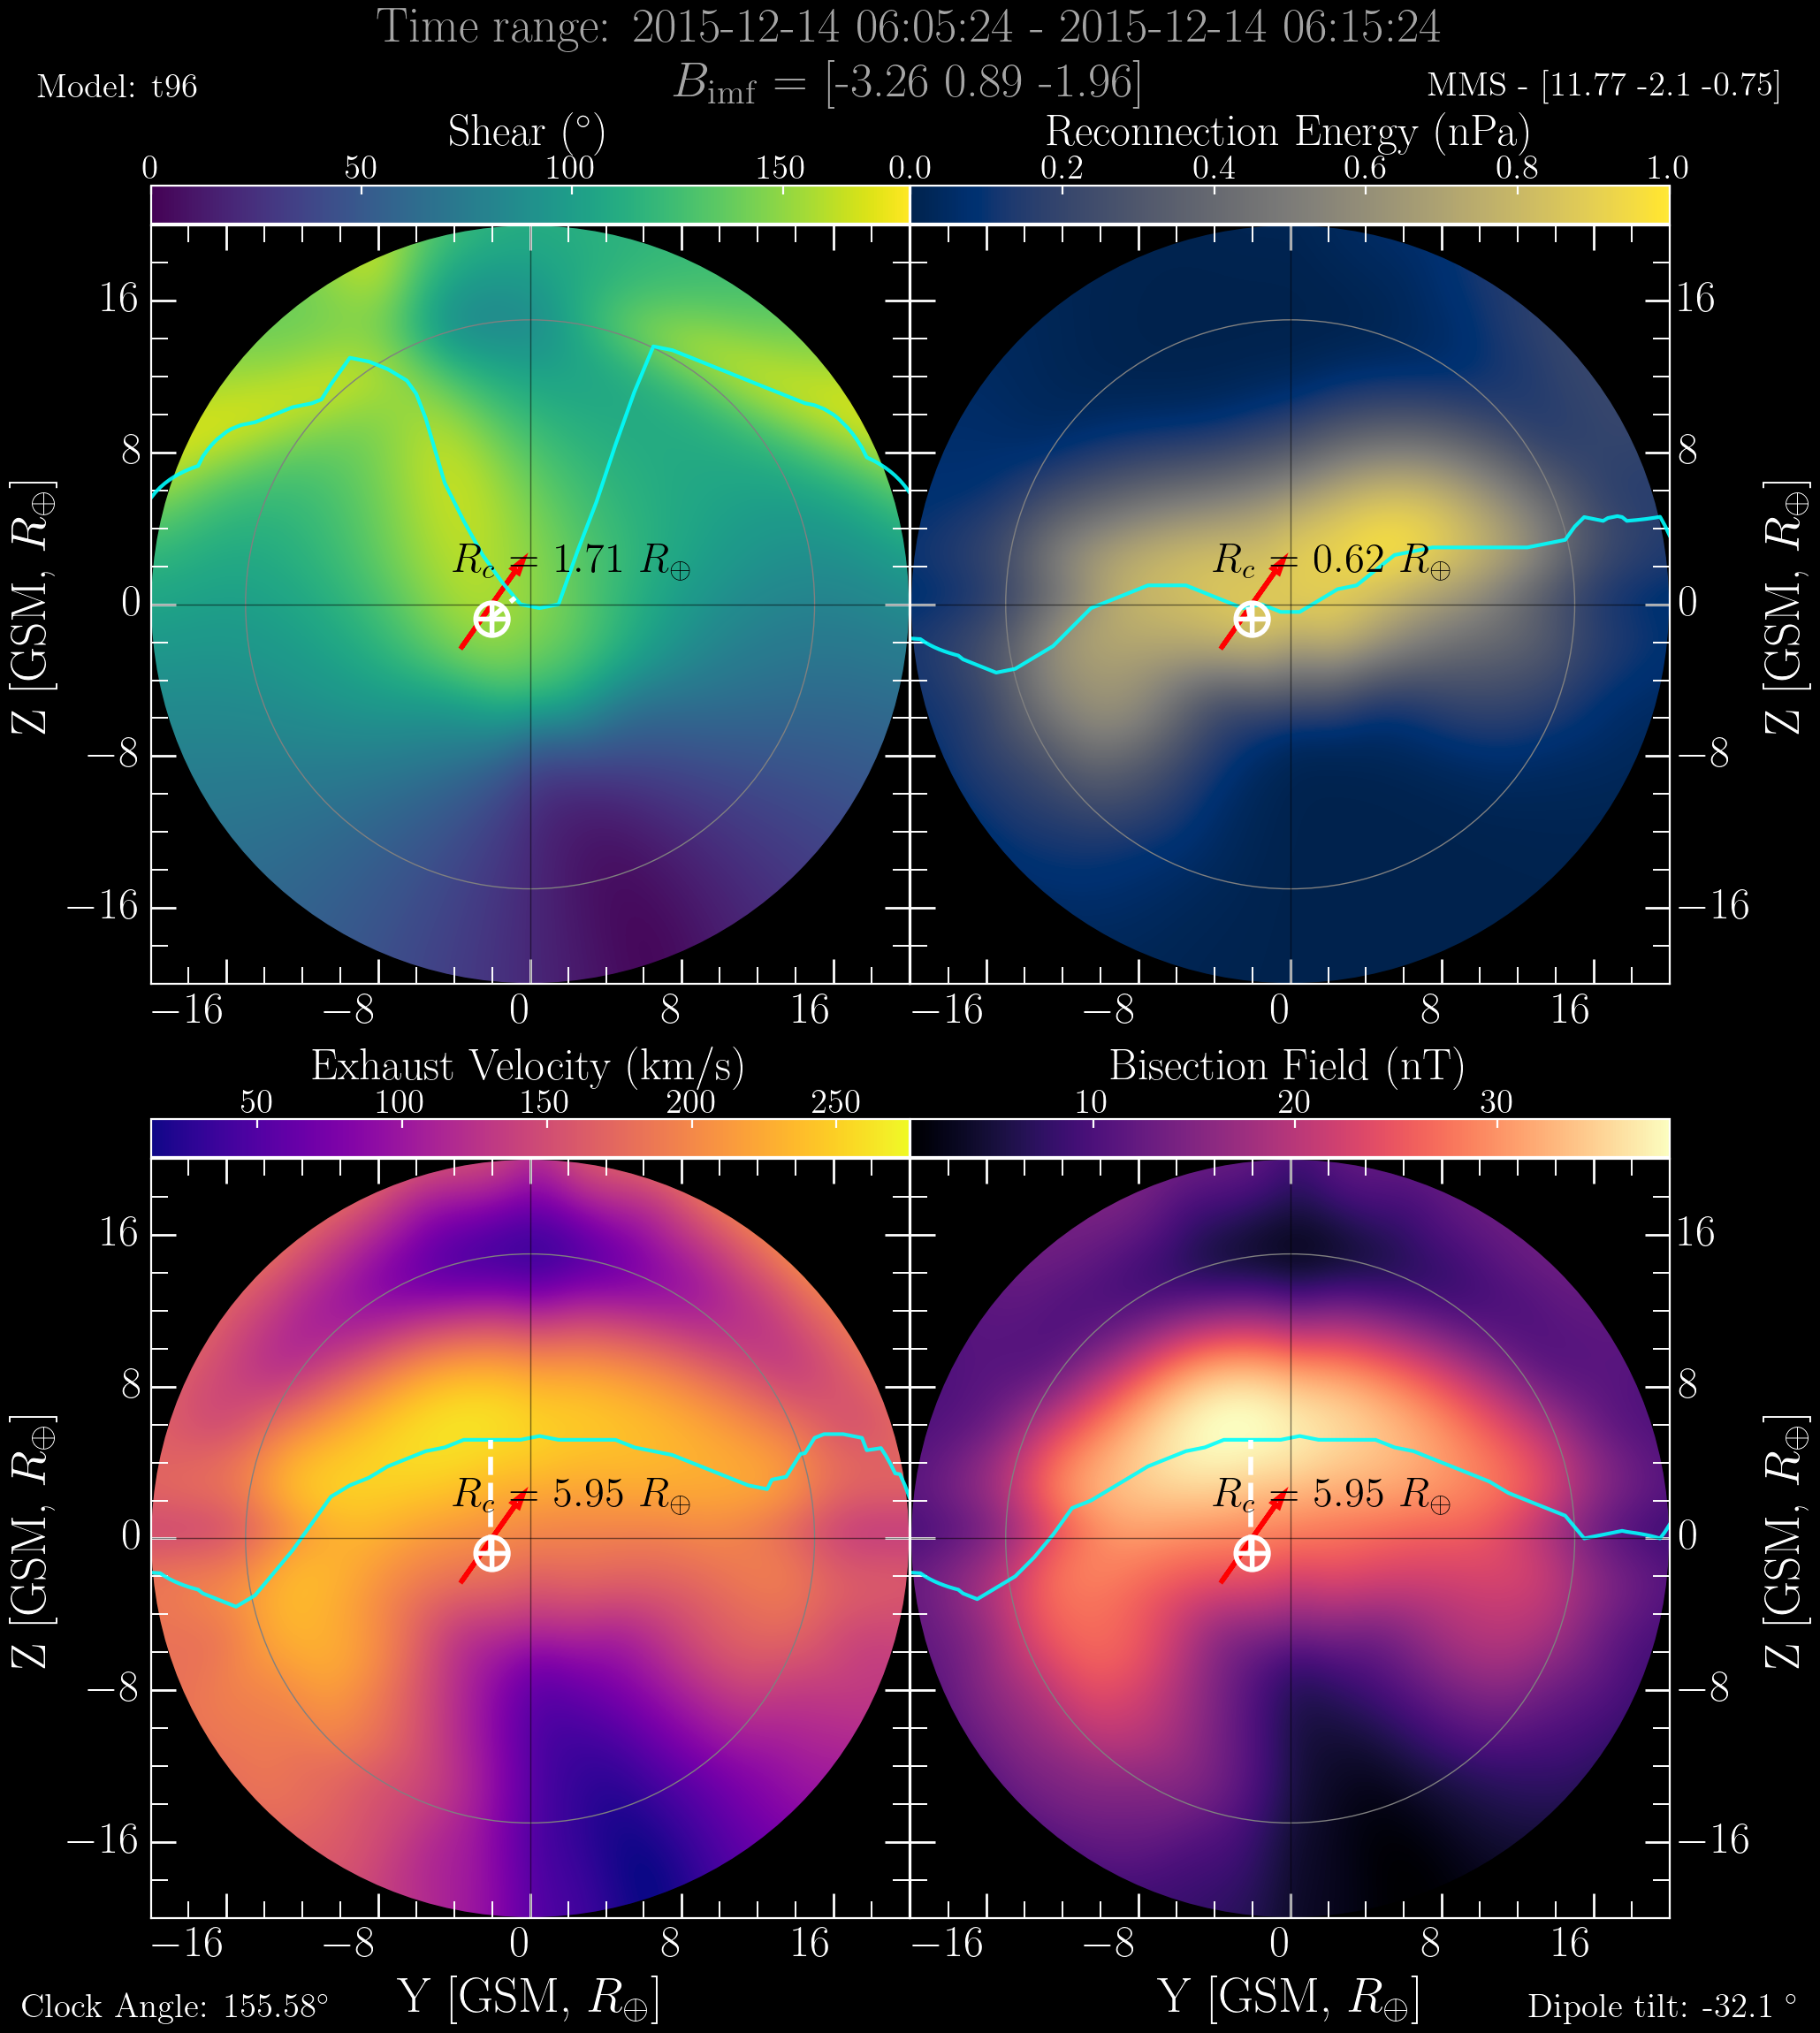 Time range: 2015-12-14 06:05:24 - 2015-12-14 06:15:24
Model: t96
B_imf = [-3.26 0.89 -1.96]
MMS - [11.77 -2.1 -0.75]
Shear (°)
Reconnection Energy (nPa)
0 50 100 150
0.0 0.2 0.4 0.6 0.8 1.0
16
8
0
−8
−16
Z [GSM, R⊕]
R_c = 1.71 R⊕
R_c = 0.62 R⊕
16
8
0
−8
−16
Z [GSM, R⊕]
−16 −8 0 8 16
−16 −8 0 8 16
Exhaust Velocity (km/s)
Bisection Field (nT)
50 100 150 200 250
10 20 30
16
8
0
−8
−16
Z [GSM, R⊕]
R_c = 5.95 R⊕
R_c = 5.95 R⊕
16
8
0
−8
−16
Z [GSM, R⊕]
−16 −8 0 8 16
−16 −8 0 8 16
Y [GSM, R⊕]
Y [GSM, R⊕]
Clock Angle: 155.58°
Dipole tilt: -32.1 °